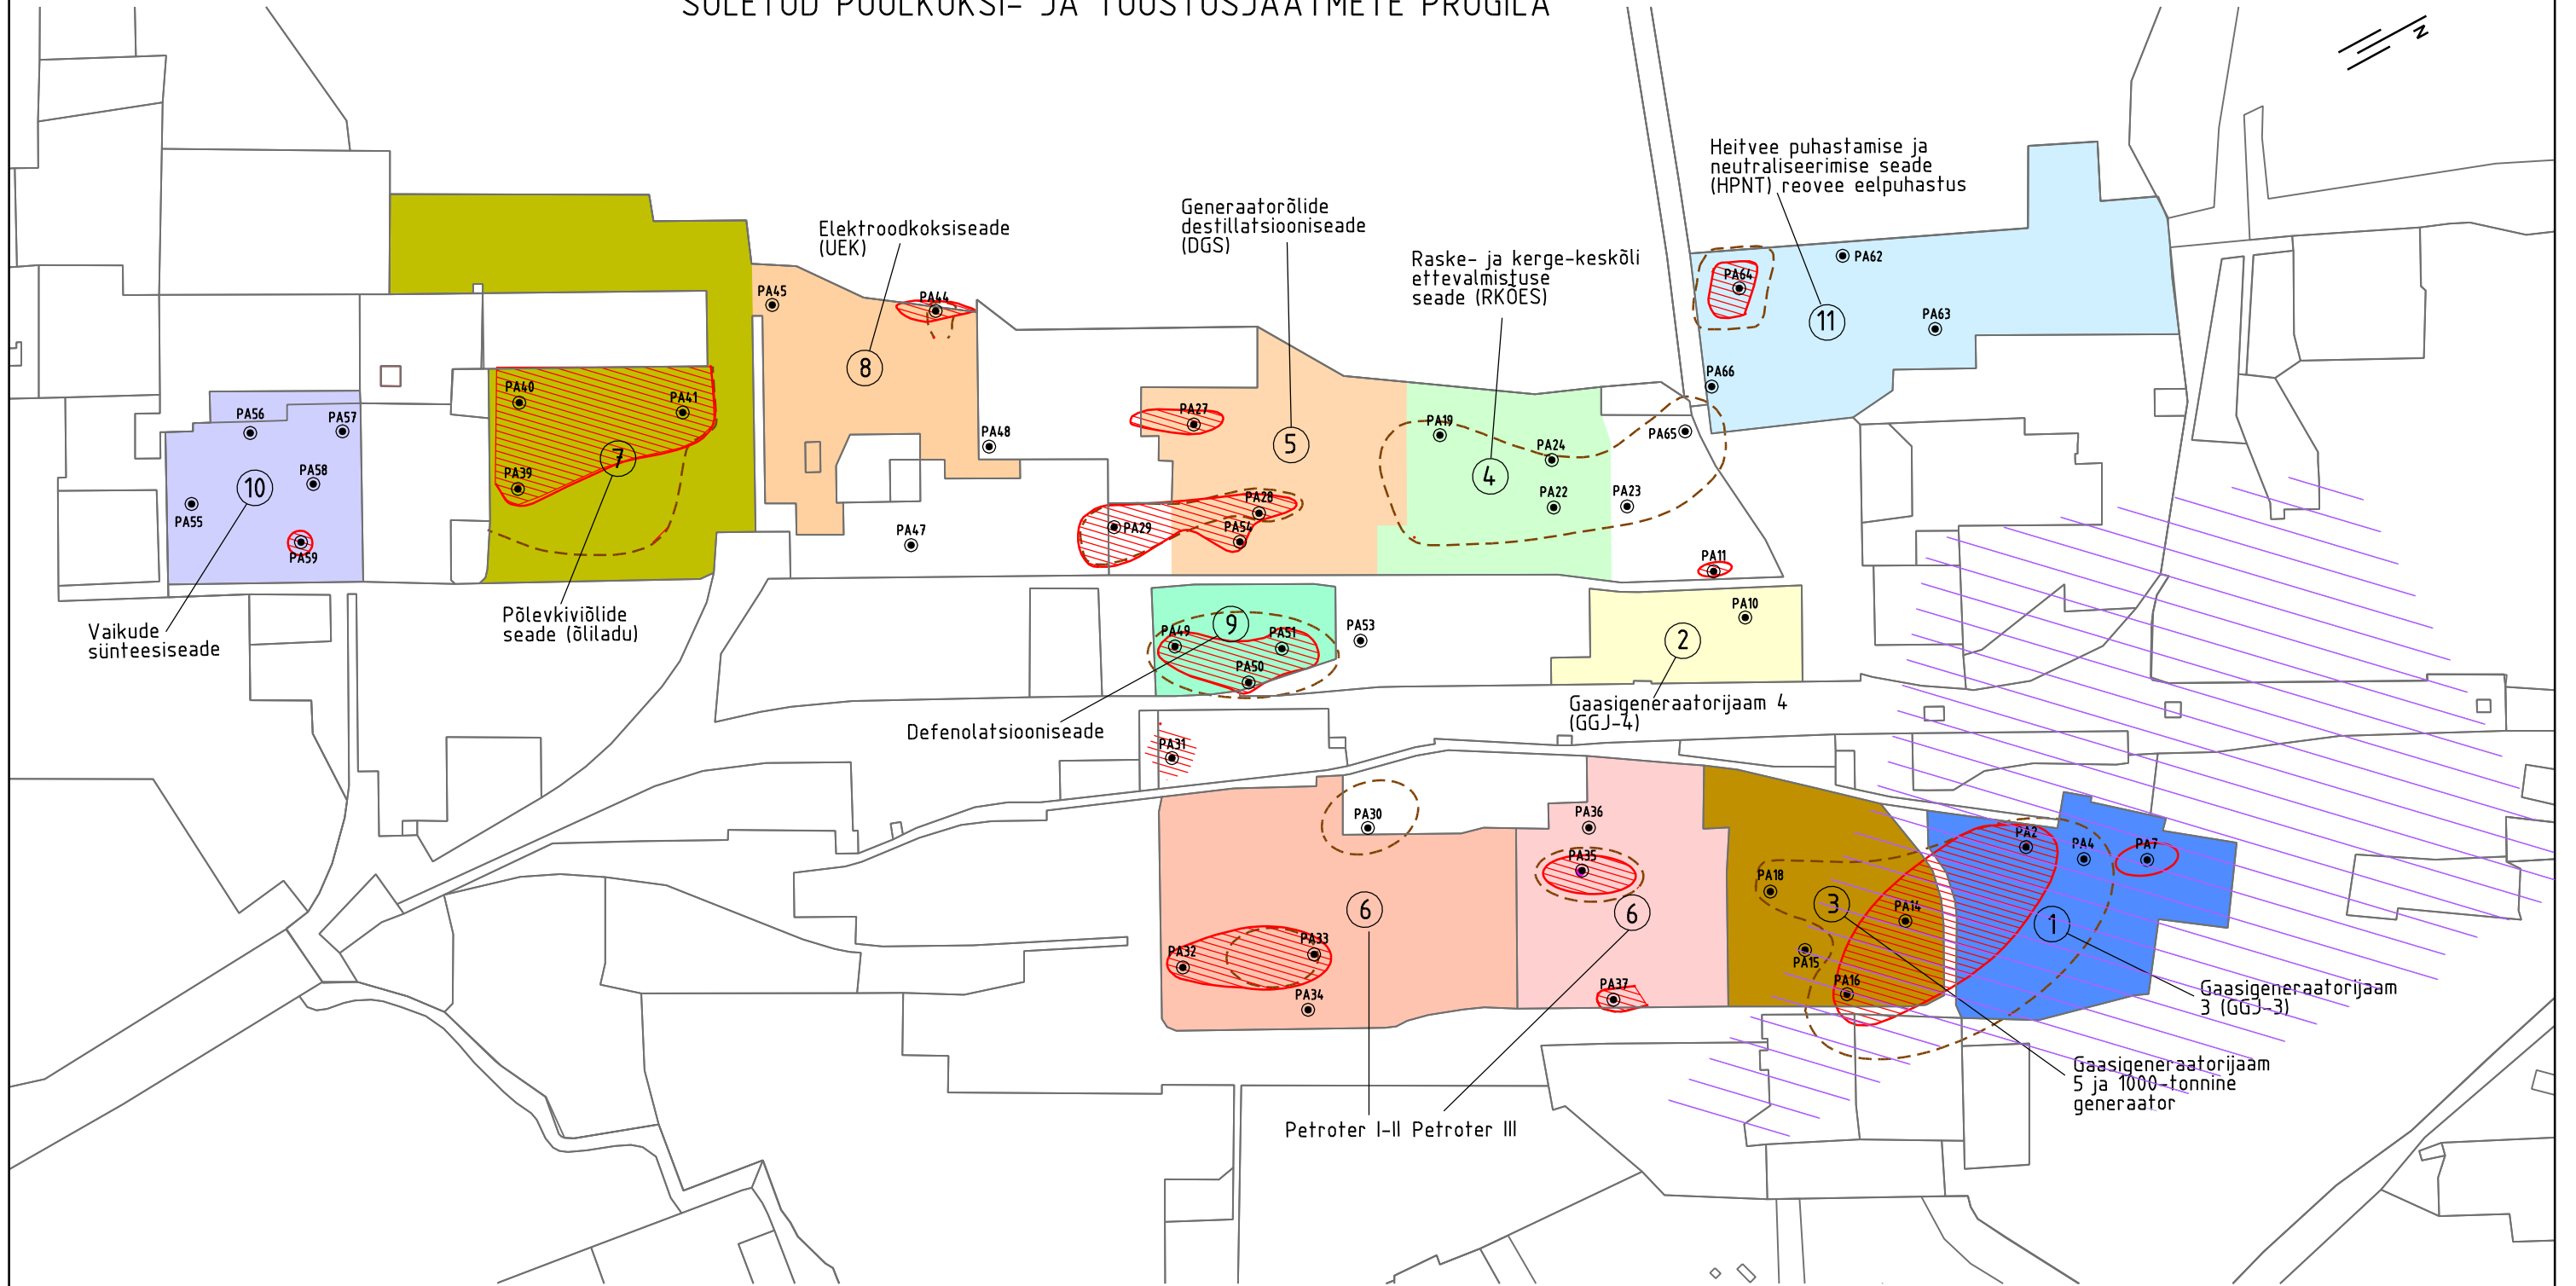 SULETUD POOLKOKSI- JA TÖÖSTUSJÄÄTMETE PRÜGILA
N
Heitvee puhastamise ja
neutraliseerimise seade
(HPNT) reovee eelpuhastus
Generaatorõlide
destillatsiooniseade
(DGS)
Elektroodkoksiseade
(UEK)
Raske- ja kerge-keskõli
ettevalmistuse
seade (RKÕES)
PA62
PA64
PA63
11
PA45
PA44
8
PA66
PA40
PA41
PA39
7
PA27
PA48
5
PA28
PA29
PA54
PA47
PA19
PA24
PA65
4
PA22
PA23
PA11
PA56
PA57
PA58
10
PA55
PA59
Vaikude
sünteesiseade
Põlevkiviõlide
seade (õliladu)
9
PA49
PA51
PA50
PA53
PA10
2
Defenolatsiooniseade
Gaasigeneraatorijaam 4
(GGJ-4)
PA31
PA30
PA36
PA35
6
6
PA32
PA33
PA34
PA37
PA18
3
PA14
PA15
PA16
PA2
PA4
PA7
1
Gaasigeneraatorijaam
3 (GGJ-3)
Gaasigeneraatorijaam
5 ja 1000-tonnine
generaator
Petroter I-II Petroter III